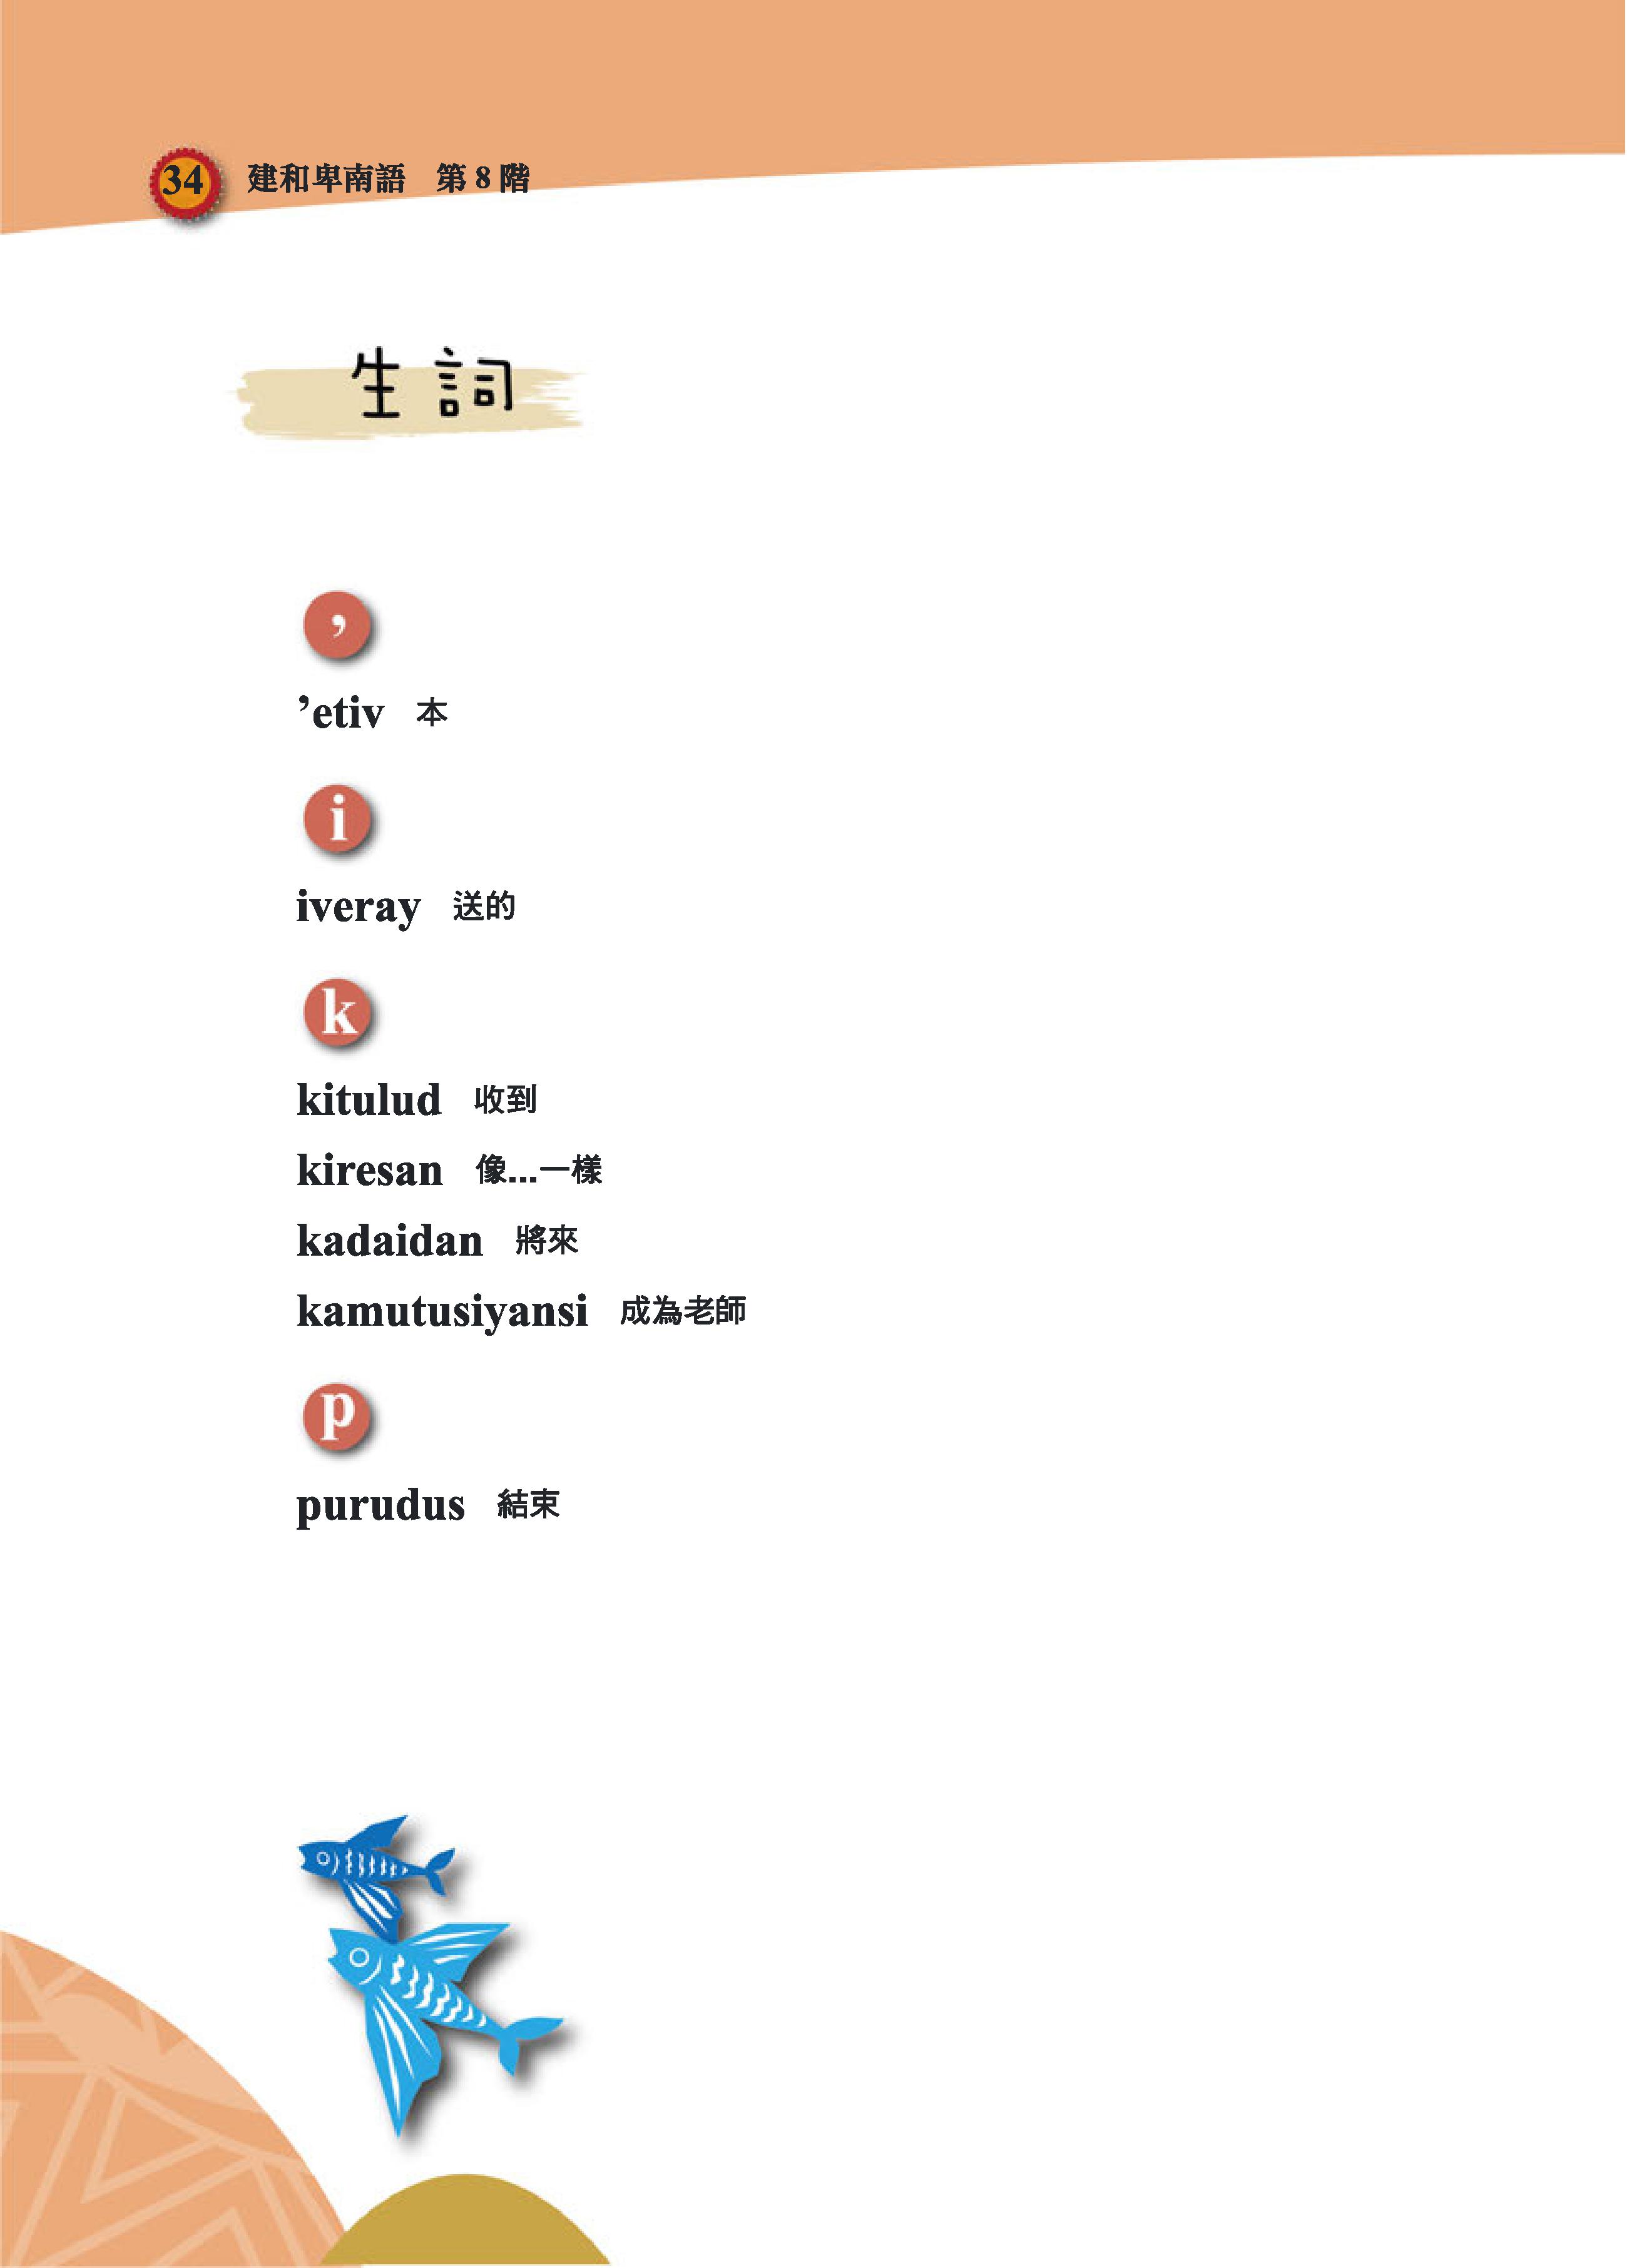 34 建和卑南語 第 8 階
生詞
’
’etiv 本
i
iveray 送的
k
kitulud 收到
kiresan 像...一樣
kadaidan 將來
kamutusiyansi 成為老師
p
purudus 結束